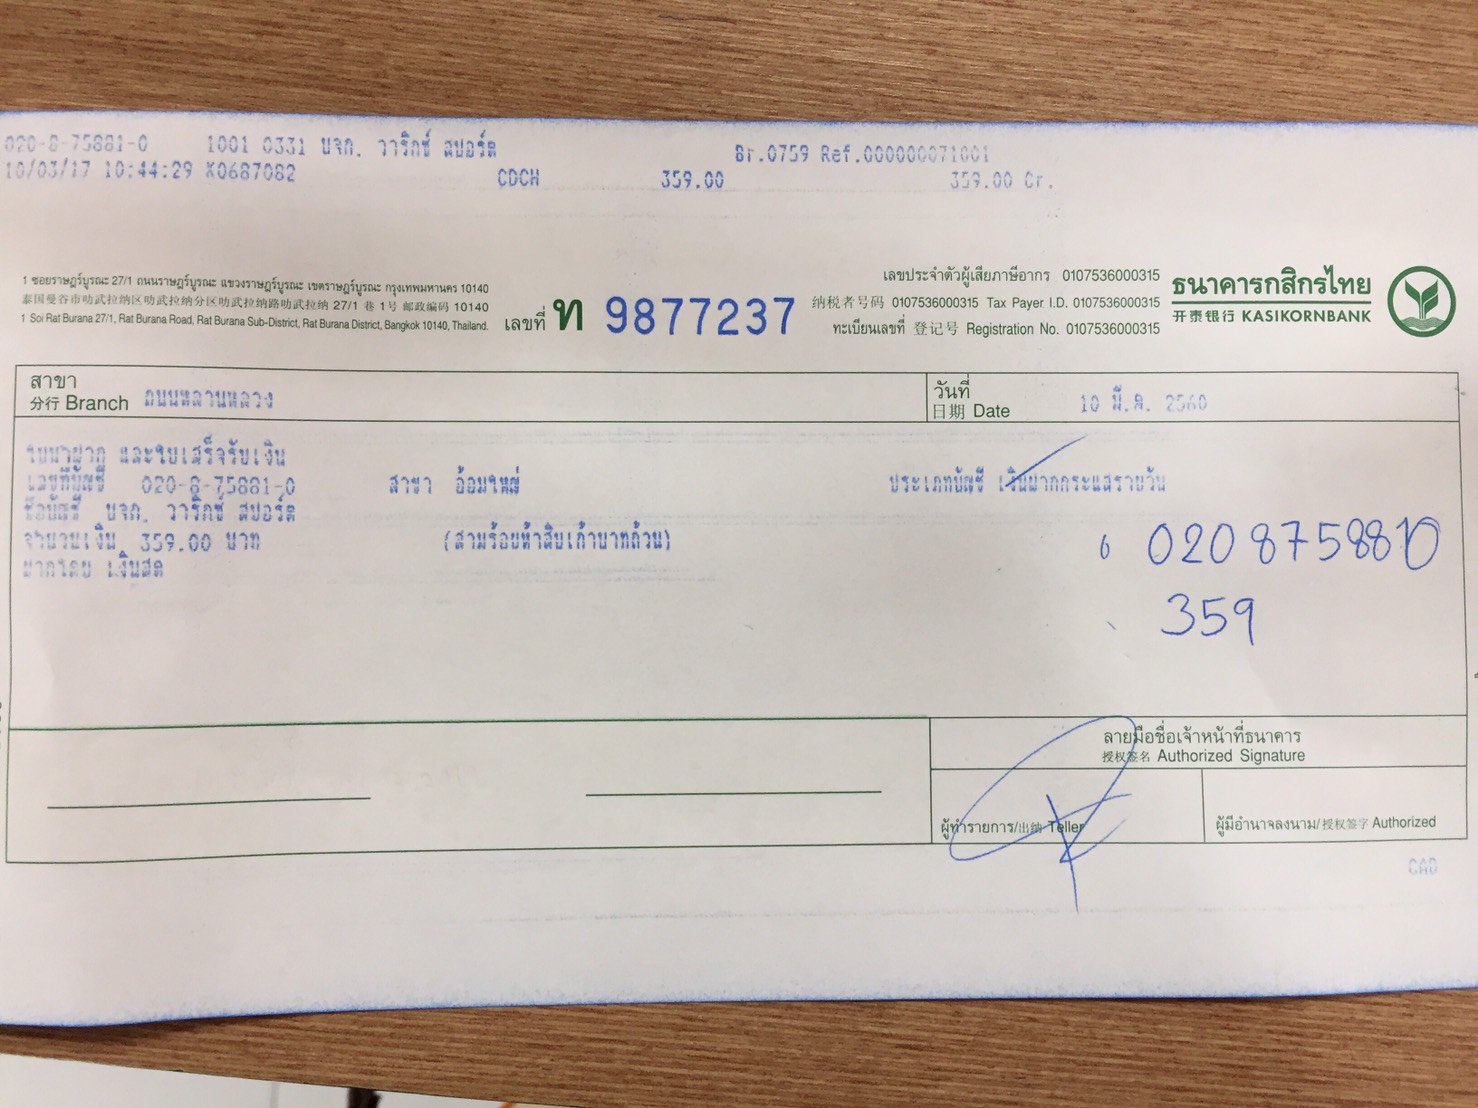 020-8-75881-0 1001 0331 บจก. วาริกซ์ สปอร์ต Br.0759 Ref.000000071001
10/03/17 10:44:29 K0687082 CDCH 359.00 359.00 Cr.
1 ซอยราษฎร์บูรณะ 27/1 ถนนราษฎร์บูรณะ แขวงราษฎร์บูรณะ เขตราษฎร์บูรณะ กรุงเทพมหานคร 10140
泰国曼谷市叻武拉纳区叻武拉纳分区叻武拉纳路叻武拉纳 27/1 巷 1号 邮政编码 10140
1 Soi Rat Burana 27/1, Rat Burana Road, Rat Burana Sub-District, Rat Burana District, Bangkok 10140, Thailand.
เลขที่ ท 9877237
เลขประจำตัวผู้เสียภาษีอากร 0107536000315
纳税者号码 0107536000315 Tax Payer I.D. 0107536000315
ทะเบียนเลขที่ 登记号 Registration No. 0107536000315
ธนาคารกสิกรไทย
开泰银行 KASIKORNBANK
สาขา
分行 Branch ถนนหลานหลวง
วันที่
日期 Date 10 มี.ค. 2560
ใบนำฝาก และใบเสร็จรับเงิน
เลขที่บัญชี 020-8-75881-0 สาขา อ้อมใหญ่ ประเภทบัญชี เงินฝากกระแสรายวัน
ชื่อบัญชี บจก. วาริกซ์ สปอร์ต
จำนวนเงิน 359.00 บาท (สามร้อยห้าสิบเก้าบาทถ้วน)
ฝากโดย เงินสด
0208758810
359
ลายมือชื่อเจ้าหน้าที่ธนาคาร
授权签名 Authorized Signature
ผู้ทำรายการ/出纳 Teller
ผู้มีอำนาจลงนาม/授权签字 Authorized
CAD